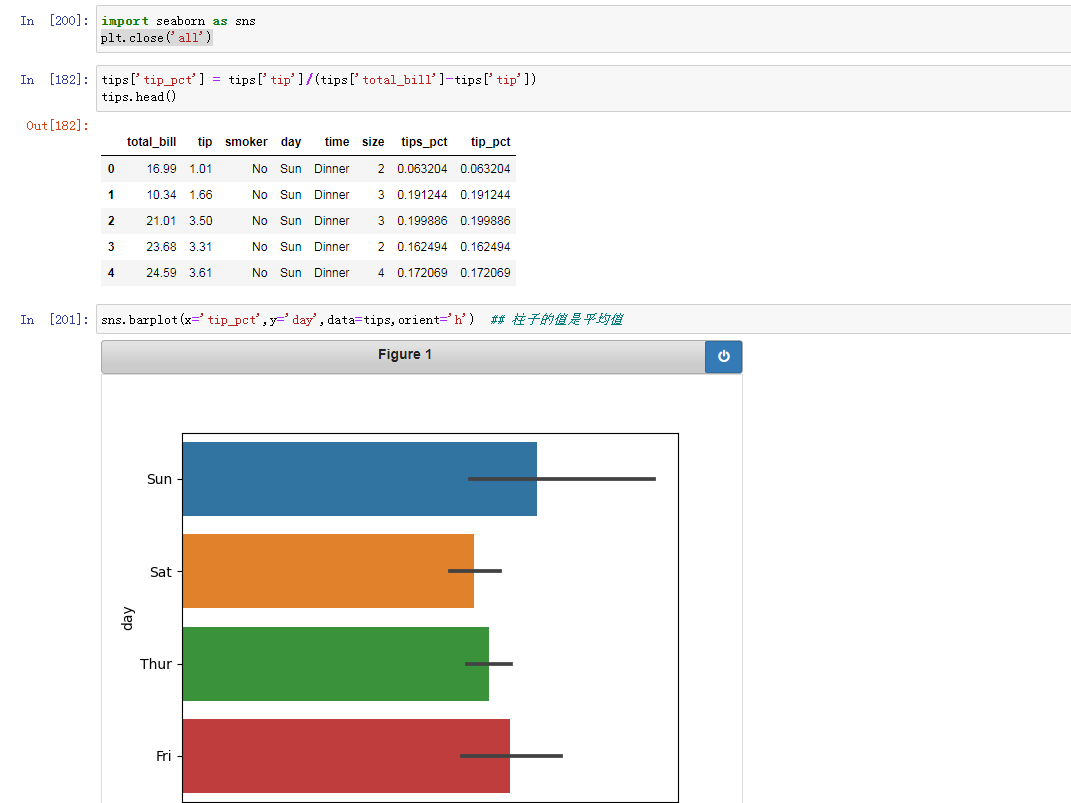 In [200]: import seaborn as sns
plt.close('all')
In [182]: tips['tip_pct'] = tips['tip']/(tips['total_bill']-tips['tip'])
tips.head()
Out[182]:
total_bill tip smoker day time size tips_pct tip_pct
0 16.99 1.01 No Sun Dinner 2 0.063204 0.063204
1 10.34 1.66 No Sun Dinner 3 0.191244 0.191244
2 21.01 3.50 No Sun Dinner 3 0.199886 0.199886
3 23.68 3.31 No Sun Dinner 2 0.162494 0.162494
4 24.59 3.61 No Sun Dinner 4 0.172069 0.172069
In [201]: sns.barplot(x='tip_pct',y='day',data=tips,orient='h') ## 柱子的值是平均值
Figure 1
Sun
Sat
day
Thur
Fri